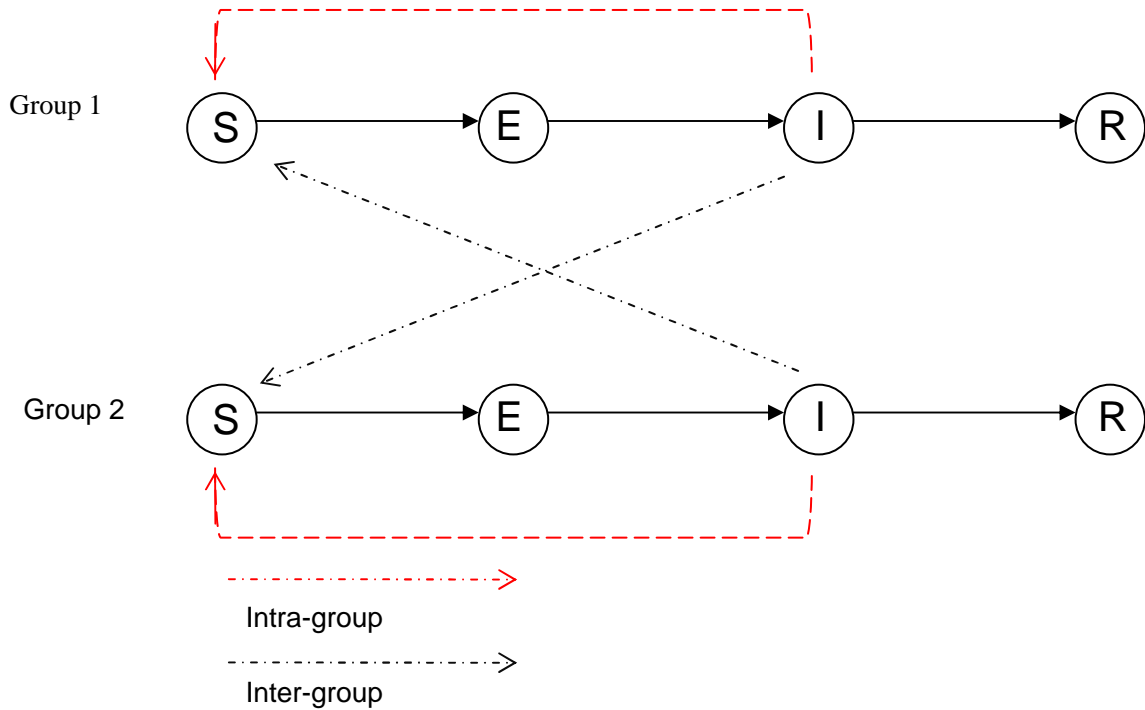 Group 1
S E I R
Group 2
S E I R
Intra-group
Inter-group